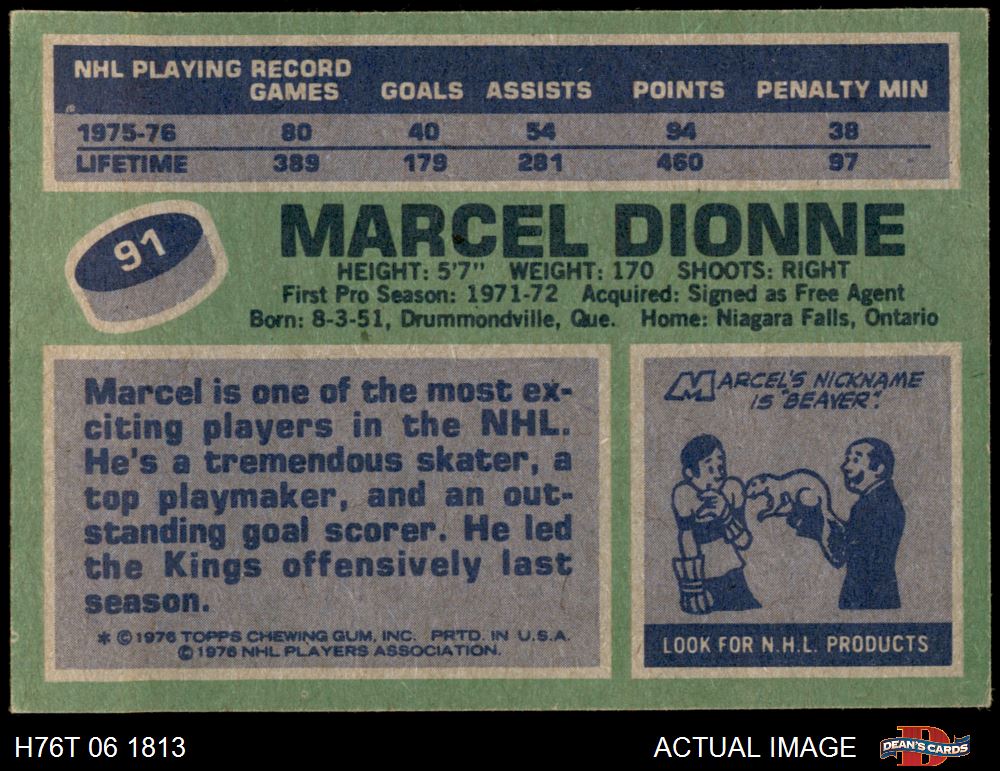 NHL PLAYING RECORD
GAMES GOALS ASSISTS POINTS PENALTY MIN
1975-76 80 40 54 94 38
LIFETIME 389 179 281 460 97
91
MARCEL DIONNE
HEIGHT: 5'7" WEIGHT: 170 SHOOTS: RIGHT
First Pro Season: 1971-72 Acquired: Signed as Free Agent
Born: 8-3-51, Drummondville, Que. Home: Niagara Falls, Ontario
Marcel is one of the most ex-
citing players in the NHL.
He's a tremendous skater, a
top playmaker, and an out-
standing goal scorer. He led
the Kings offensively last
season.
* © 1976 TOPPS CHEWING GUM, INC. PRTD. IN U.S.A.
© 1976 NHL PLAYERS ASSOCIATION.
MARCEL'S NICKNAME
IS "BEAVER".
LOOK FOR N.H.L. PRODUCTS
H76T 06 1813
ACTUAL IMAGE
DEAN'S CARDS